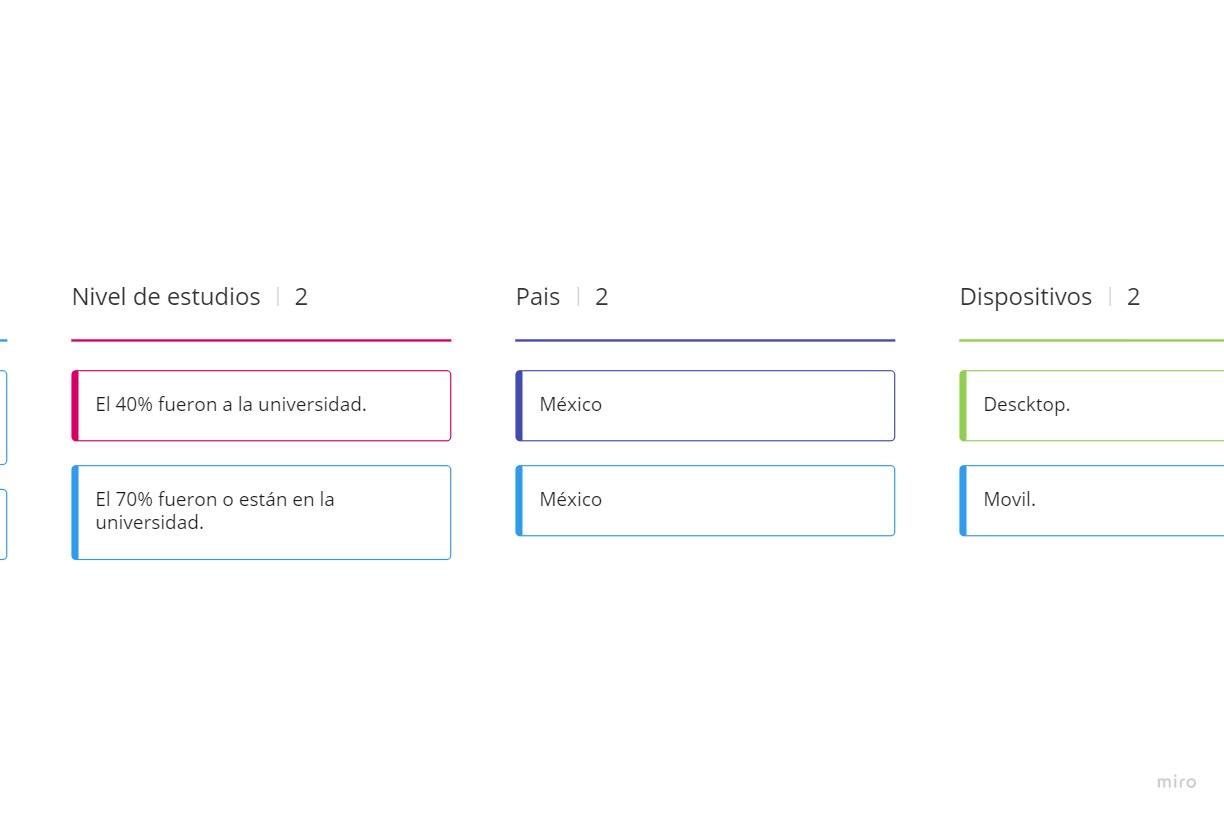 Nivel de estudios | 2
El 40% fueron a la universidad.
El 70% fueron o están en la
universidad.
Pais | 2
México
México
Dispositivos | 2
Descktop.
Movil.
miro